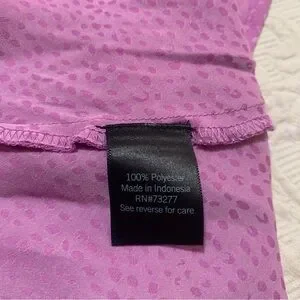 100% Polyester
Made in Indonesia
RN#73277
See reverse for care